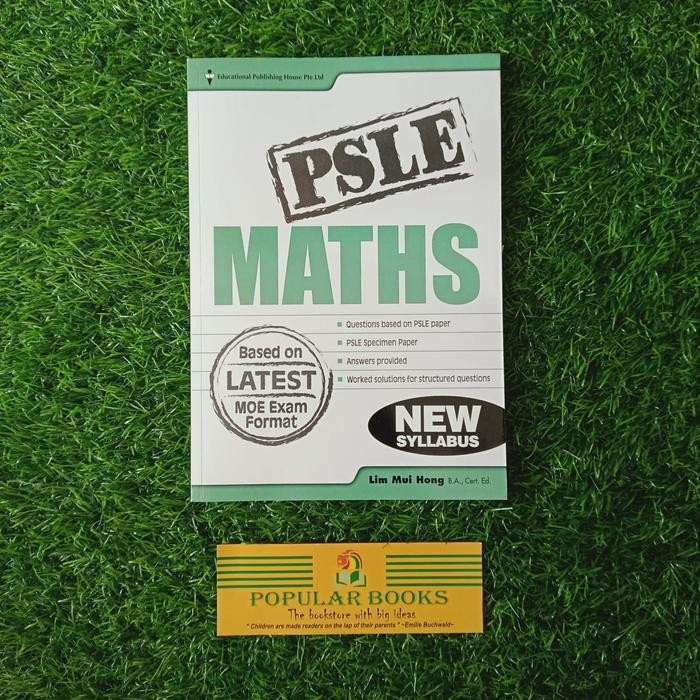 Educational Publishing House Pte Ltd
PSLE
MATHS
Questions based on PSLE paper
PSLE Specimen Paper
Answers provided
Worked solutions for structured questions
Based on
LATEST
MOE Exam
Format
NEW
SYLLABUS
Lim Mui Hong B.A., Cert. Ed.
POPULAR BOOKS
The bookstore with big ideas
" Children are made readers on the lap of their parents " ~Emilie Buchwald~